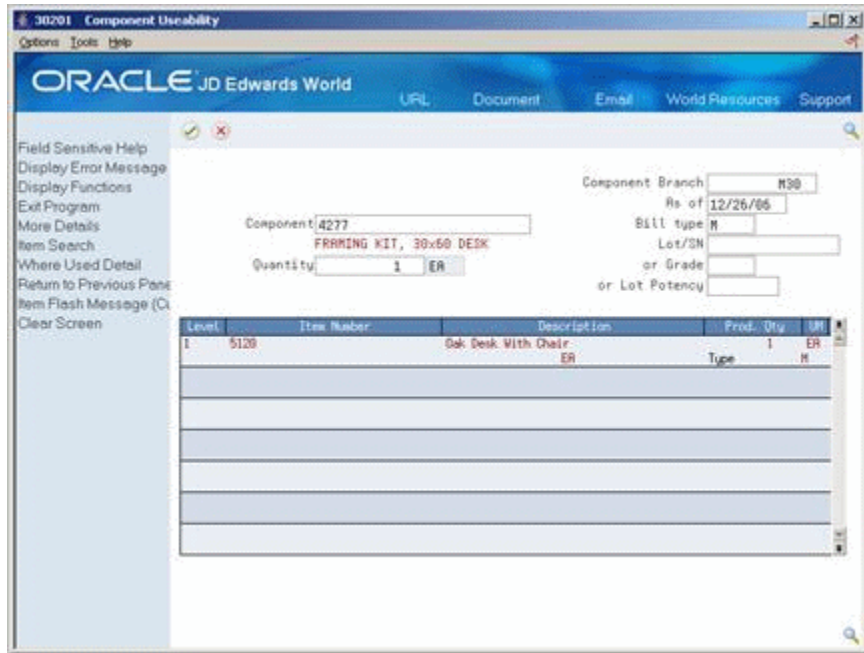 30201 Component Useability
Options Tools Help
ORACLE JD Edwards World
URL Document Email World Resources Support
Field Sensitive Help
Display Error Message
Display Functions
Exit Program
More Details
Item Search
Where Used Detail
Return to Previous Pane
Item Flash Message (Cu
Clear Screen
Component Branch M30
As of 12/26/06
Component 4277 Bill type M
FRAMING KIT, 30x60 DESK Lot/SN
Quantity 1 EA or Grade
or Lot Potency
Level Item Number Description Prod. Qty UM
1 5120 Oak Desk With Chair 1 EA
EA Type M